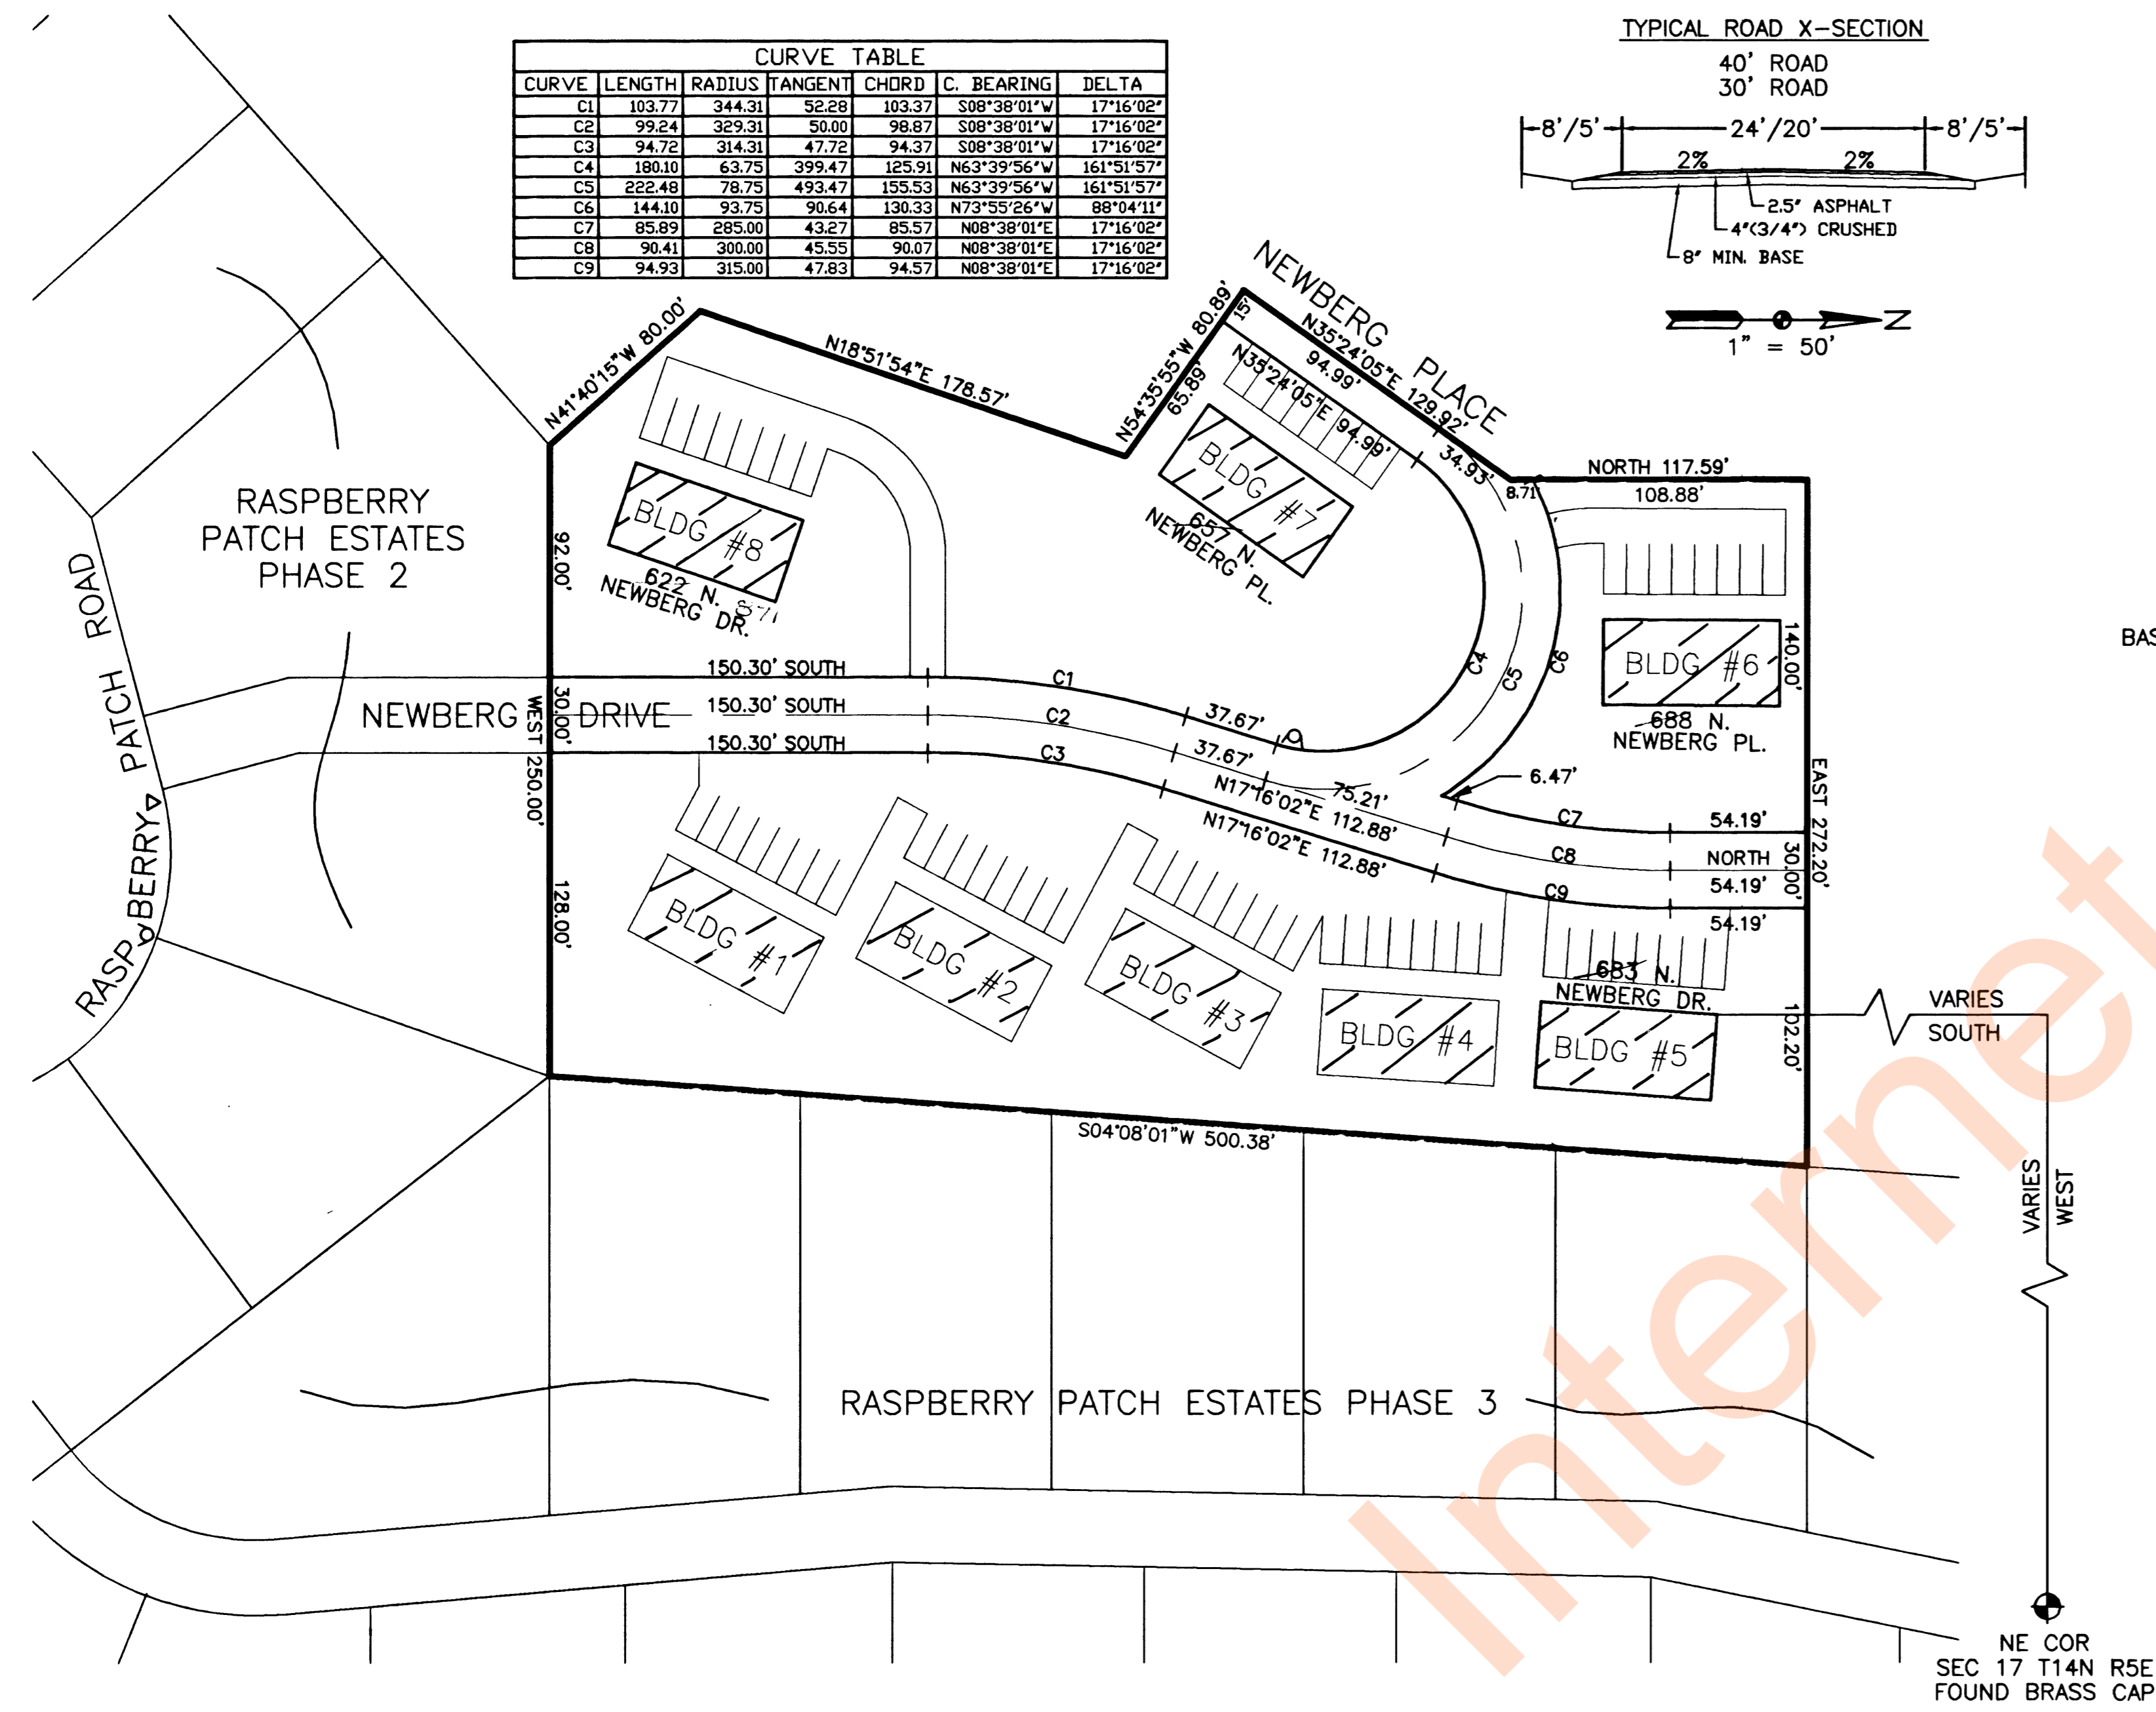 CURVE TABLE
CURVE LENGTH RADIUS TANGENT CHORD C. BEARING DELTA
C1 103.77 344.31 52.28 103.37 S08°38'01"W 17°16'02"
C2 99.24 329.31 50.00 98.87 S08°38'01"W 17°16'02"
C3 94.72 314.31 47.72 94.37 S08°38'01"W 17°16'02"
C4 180.10 63.75 399.47 125.91 N63°39'56"W 161°51'57"
C5 222.48 78.75 493.47 155.53 N63°39'56"W 161°51'57"
C6 144.10 93.75 90.64 130.33 N73°55'26"W 88°04'11"
C7 85.89 285.00 43.27 85.57 N08°38'01"E 17°16'02"
C8 90.41 300.00 45.55 90.07 N08°38'01"E 17°16'02"
C9 94.93 315.00 47.83 94.57 N08°38'01"E 17°16'02"
TYPICAL ROAD X-SECTION
40' ROAD
30' ROAD
8'/5' 24'/20' 8'/5'
2% 2%
2.5" ASPHALT
4"(3/4") CRUSHED
8" MIN. BASE
N
1" = 50'
NEWBERG PLACE
N41°40'15"W 80.00'
N18°51'54"E 178.57'
N54°35'55"W 80.89'
65.89'
15'
N35°24'05"E 129.92'
94.99'
34.93'
N35°24'05"E 94.99'
8.71
NORTH 117.59'
108.88'
RASPBERRY
PATCH ESTATES
PHASE 2
BLDG #8
622 N.
NEWBERG DR.
871
BLDG #7
657 N.
NEWBERG PL.
BLDG #6
688 N.
NEWBERG PL.
92.00'
30.00'
128.00'
WEST 250.00'
140.00'
30.00'
102.20'
EAST 272.20'
RASPBERRY PATCH ROAD
NEWBERG DRIVE
150.30' SOUTH
150.30' SOUTH
150.30' SOUTH
C1
C2
C3
C4
C5
C6
37.67'
37.67'
75.21'
N17°16'02"E 112.88'
N17°16'02"E 112.88'
6.47'
C7
C8
C9
54.19'
NORTH
54.19'
54.19'
BLDG #1
BLDG #2
BLDG #3
BLDG #4
683 N.
NEWBERG DR.
BLDG #5
S04°08'01"W 500.38'
VARIES
SOUTH
VARIES
WEST
BAS
RASPBERRY PATCH ESTATES PHASE 3
NE COR
SEC 17 T14N R5E
FOUND BRASS CAP
Internet